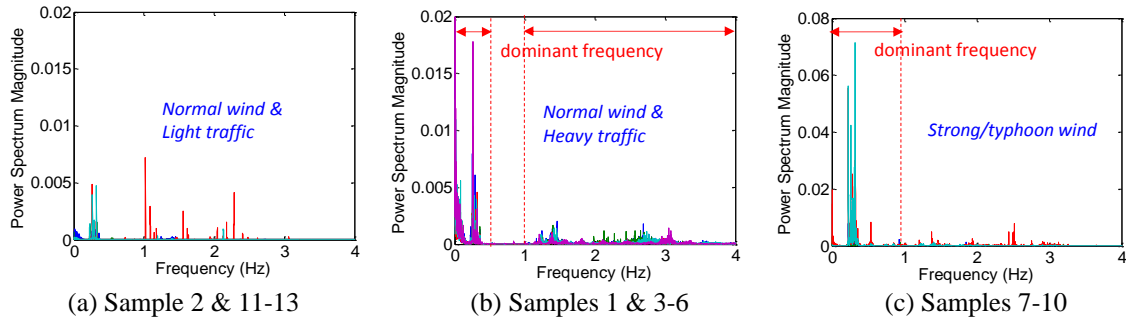 0.02
0.015
0.01
0.005
0
0
1
2
3
4
Power Spectrum Magnitude
Frequency (Hz)
Normal wind &
Light traffic
(a) Sample 2 & 11-13
0.02
0.015
0.01
0.005
0
0
1
2
3
4
Power Spectrum Magnitude
Frequency (Hz)
dominant frequency
Normal wind &
Heavy traffic
(b) Samples 1 & 3-6
0.08
0.06
0.04
0.02
0
0
1
2
3
4
Power Spectrum Magnitude
Frequency (Hz)
dominant frequency
Strong/typhoon wind
(c) Samples 7-10